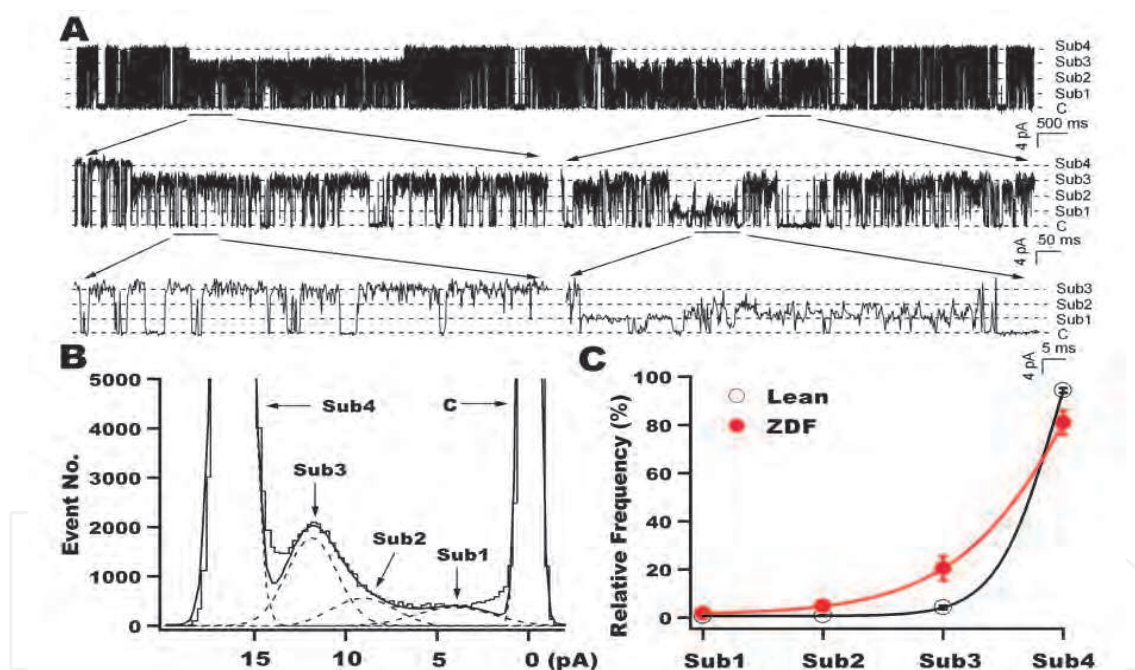 A
Sub4
Sub3
Sub2
Sub1
C
4 pA
500 ms
Sub4
Sub3
Sub2
Sub1
C
4 pA
50 ms
Sub3
Sub2
Sub1
C
4 pA
5 ms
B
5000
4000
3000
2000
1000
0
Event No.
Sub4
C
Sub3
Sub2
Sub1
15
10
5
0 (pA)
C
100
80
60
40
20
0
Relative Frequency (%)
Lean
ZDF
Sub1
Sub2
Sub3
Sub4